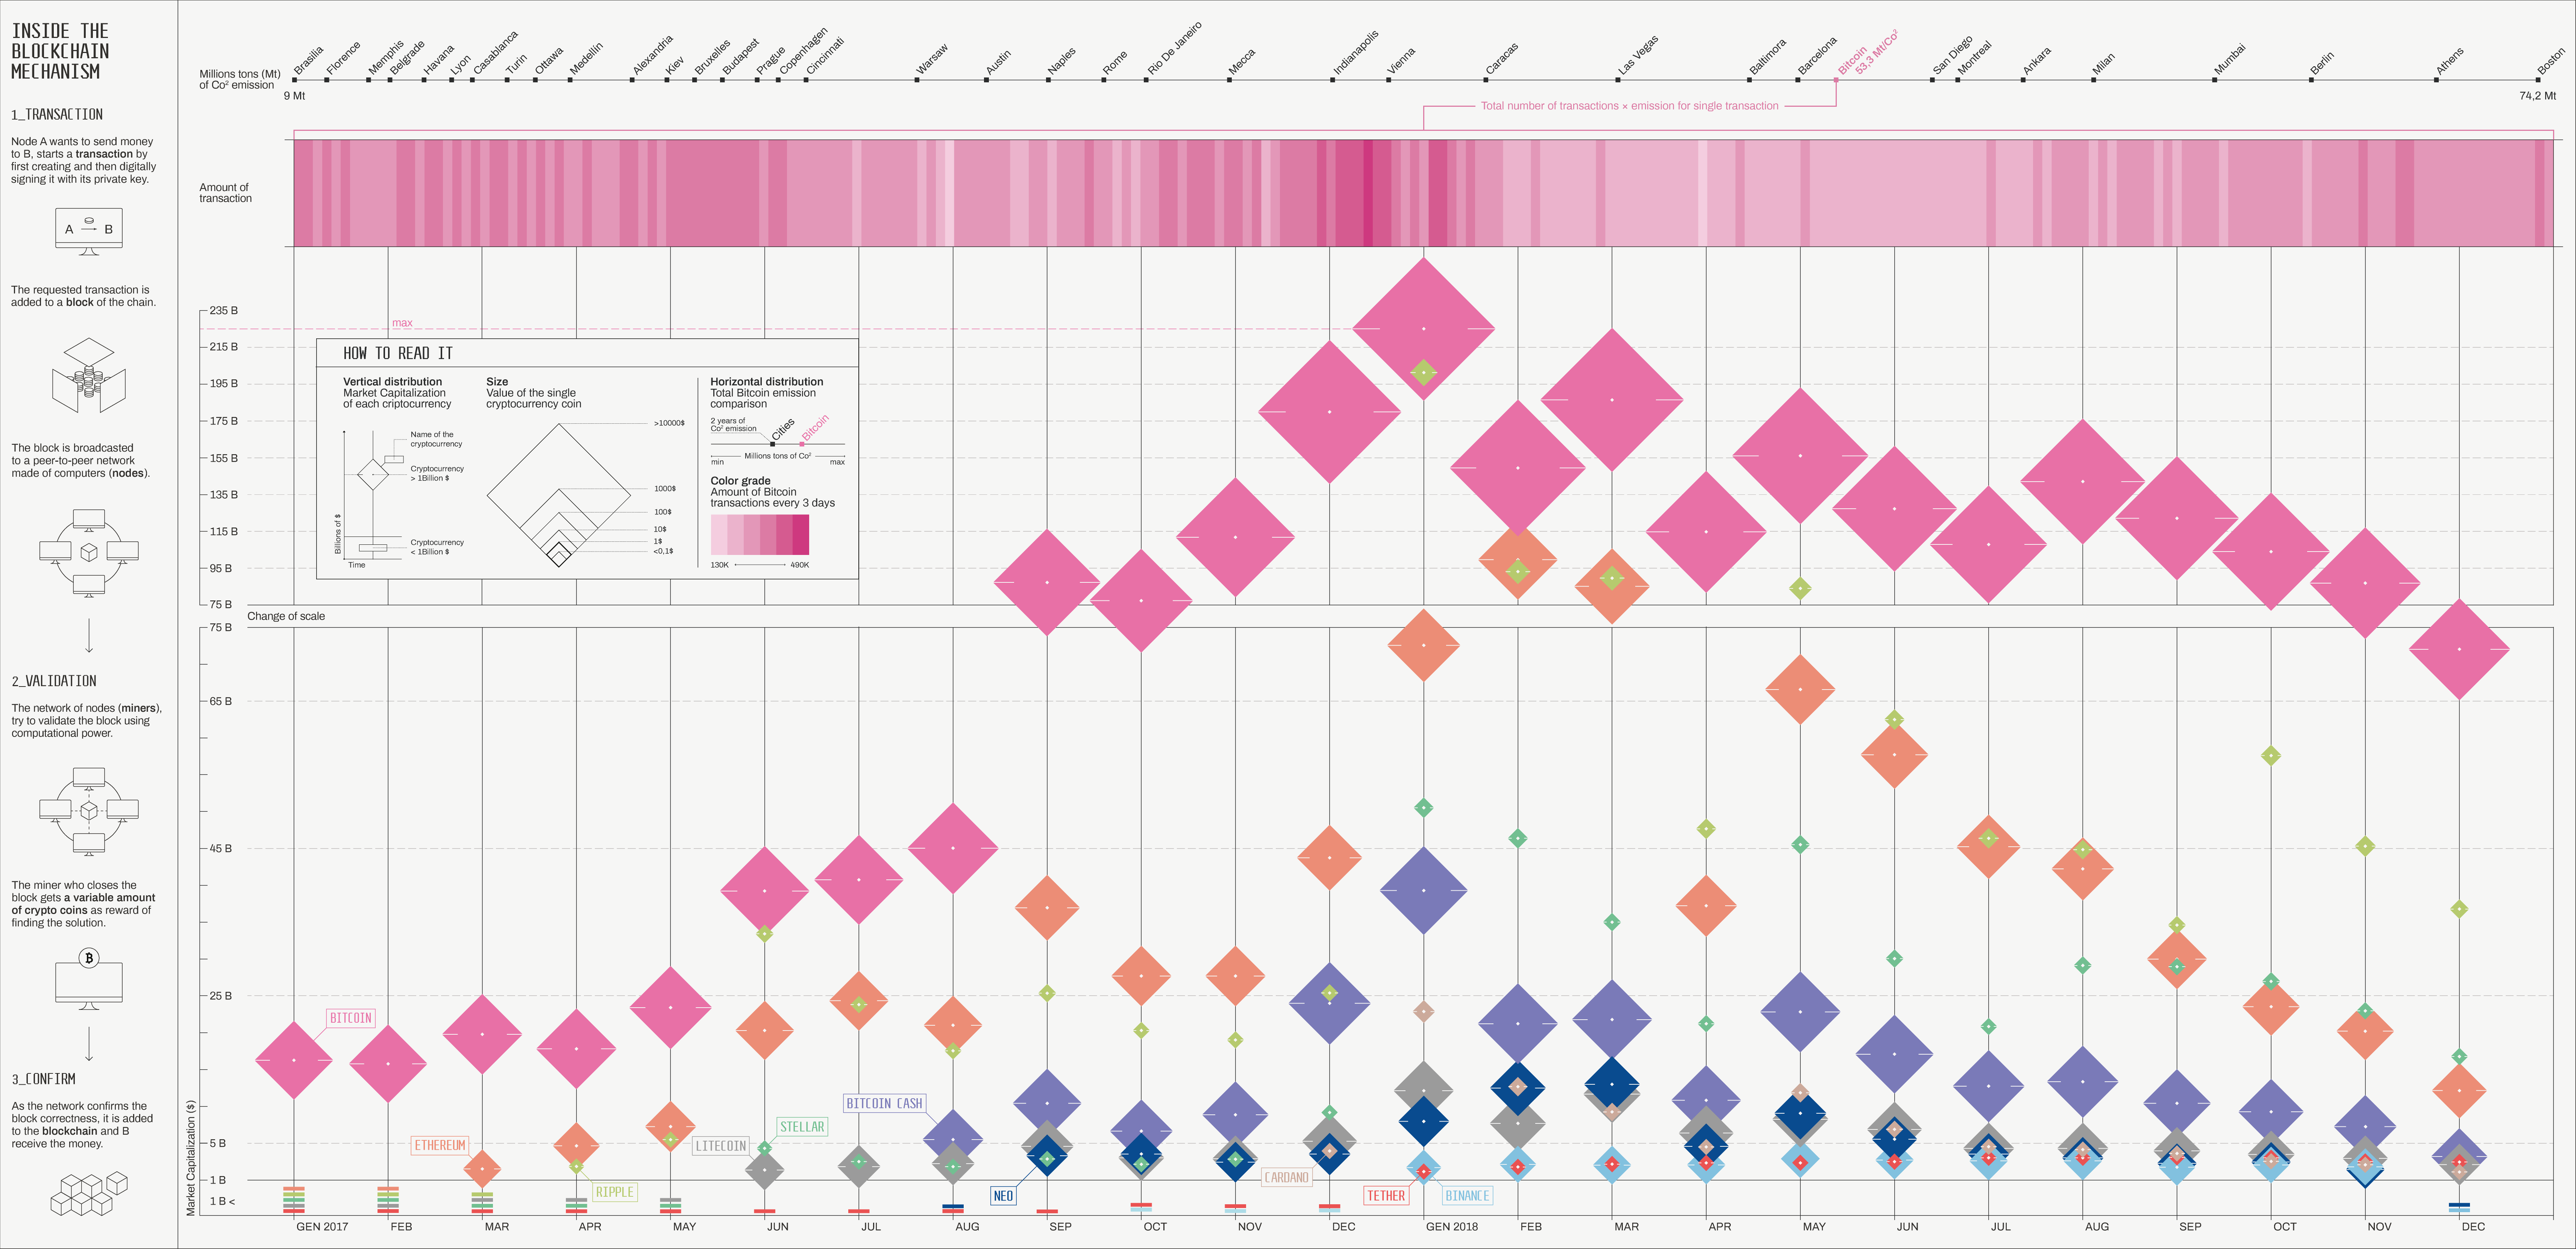 INSIDE THE
BLOCKCHAIN
MECHANISM
1_TRANSACTION
Node A wants to send money
to B, starts a transaction by
first creating and then digitally
signing it with its private key.
A B
The requested transaction is
added to a block of the chain.
The block is broadcasted
to a peer-to-peer network
made of computers (nodes).
2_VALIDATION
The network of nodes (miners),
try to validate the block using
computational power.
The miner who closes the
block gets a variable amount
of crypto coins as reward of
finding the solution.
3_CONFIRM
As the network confirms the
block correctness, it is added
to the blockchain and B
receive the money.
Millions tons (Mt)
of Co² emission
9 Mt
Brasilia
Florence
Memphis
Belgrade
Havana
Lyon
Casablanca
Turin
Ottawa
Medellín
Alexandria
Kiev
Bruxelles
Budapest
Prague
Copenhagen
Cincinnati
Warsaw
Austin
Naples
Rome
Rio De Janeiro
Mecca
Indianapolis
Vienna
Caracas
Las Vegas
Baltimora
Barcelona
Bitcoin
53,3 Mt/Co²
San Diego
Montreal
Ankara
Milan
Mumbai
Berlin
Athens
Boston
74,2 Mt
Total number of transactions × emission for single transaction
Amount of
transaction
235 B
max
215 B
195 B
175 B
155 B
135 B
115 B
95 B
75 B
HOW TO READ IT
Vertical distribution
Market Capitalization
of each criptocurrency
Name of the
cryptocurrency
Cryptocurrency
> 1Billion $
Cryptocurrency
< 1Billion $
Billions of $
Time
Size
Value of the single
cryptocurrency coin
>10000$
1000$
100$
10$
1$
<0,1$
Horizontal distribution
Total Bitcoin emission
comparison
2 years of
Co² emission
Cities
Bitcoin
Millions tons of Co²
min
max
Color grade
Amount of Bitcoin
transactions every 3 days
130K
490K
Change of scale
75 B
65 B
45 B
25 B
5 B
1 B
1 B <
Market Capitalization ($)
BITCOIN
ETHEREUM
RIPPLE
LITECOIN
STELLAR
BITCOIN CASH
NEO
CARDANO
TETHER
BINANCE
GEN 2017
FEB
MAR
APR
MAY
JUN
JUL
AUG
SEP
OCT
NOV
DEC
GEN 2018
FEB
MAR
APR
MAY
JUN
JUL
AUG
SEP
OCT
NOV
DEC